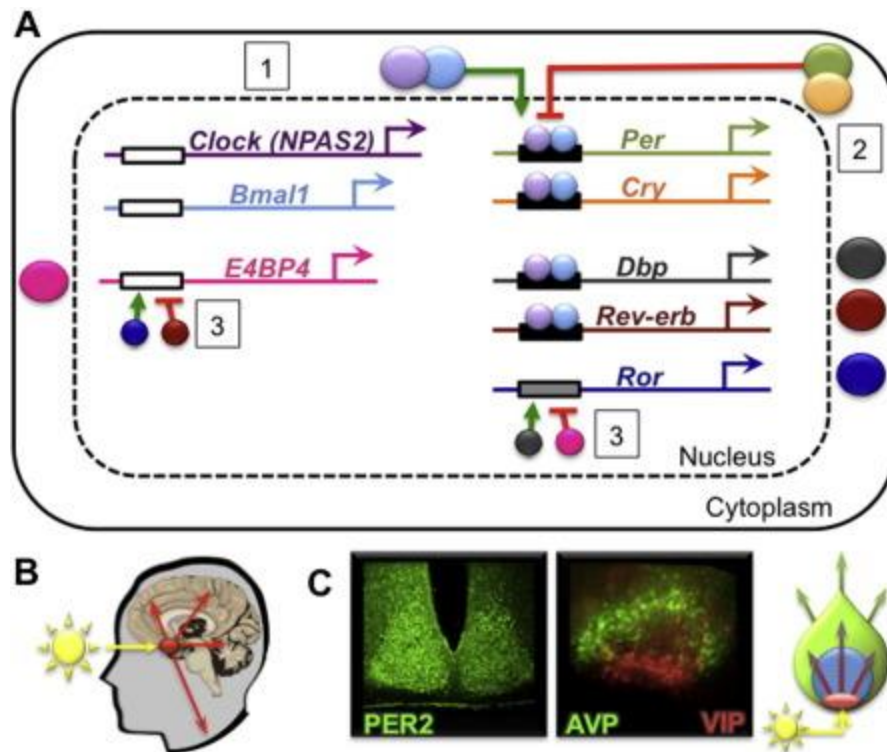 A
1
Clock (NPAS2)
Per
2
Bmal1
Cry
E4BP4
Dbp
3
Rev-erb
Ror
3
Nucleus
Cytoplasm
B
C
PER2
AVP
VIP